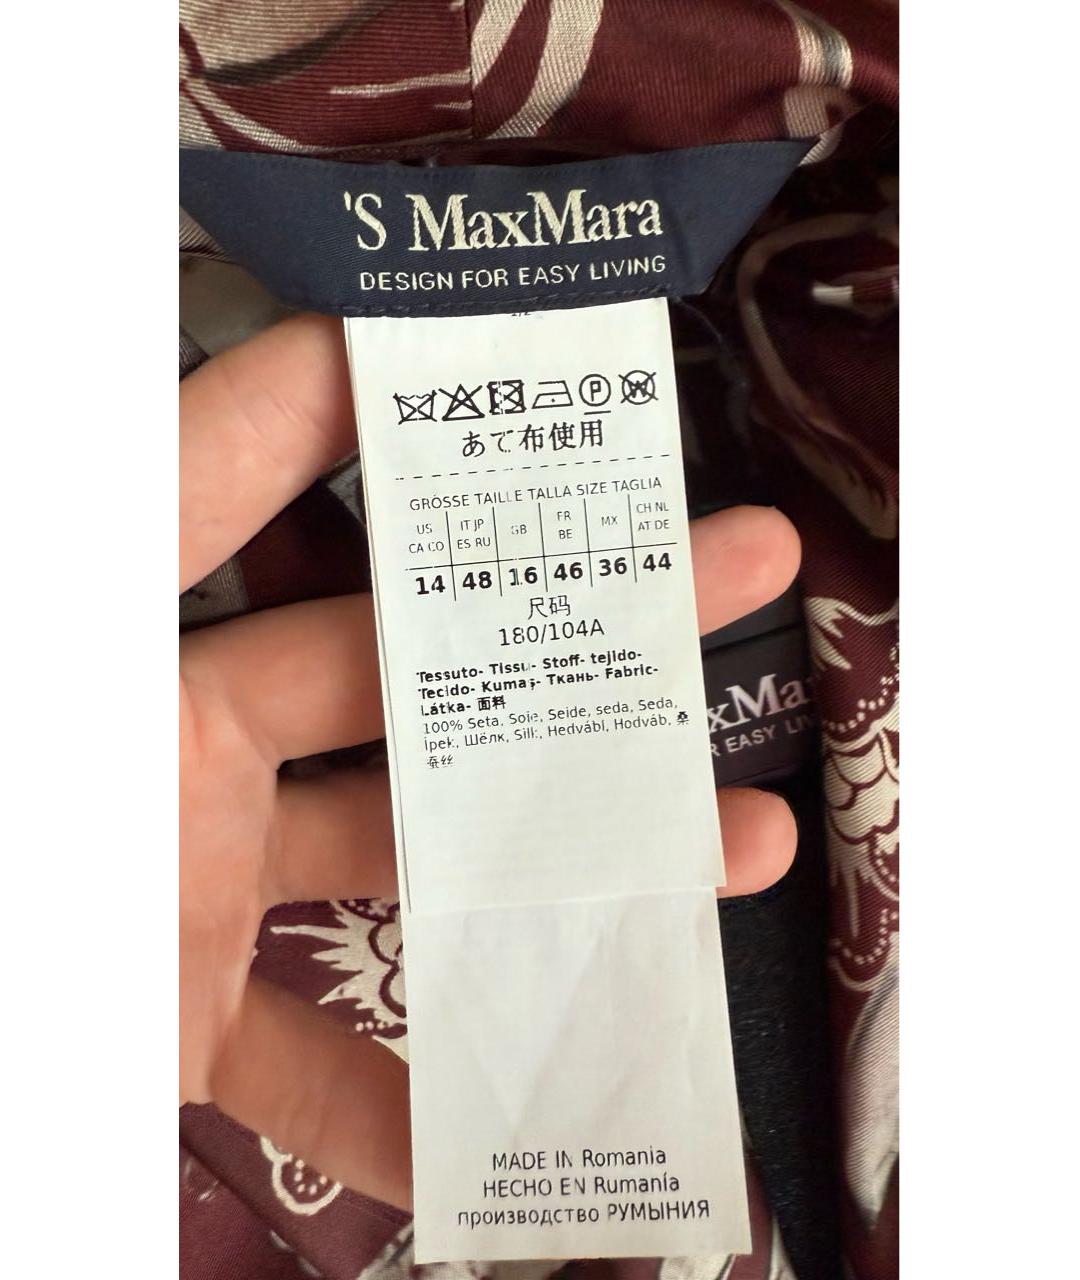 'S MaxMara
DESIGN FOR EASY LIVING
あて布使用
GRÖSSE TAILLE TALLA SIZE TAGLIA
US CA CO
IT JP ES RU
GB
FR BE
MX
CH NL AT DE
14 48 16 46 36 44
尺码
180/104A
Tessuto- Tissu- Stoff- tejido-
Tecido- Kumaş- Ткань- Fabric-
Látka- 面料
100% Seta, Soie, Seide, seda, Seda,
İpek, Шёлк, Silk, Hedvábí, Hodváb, 桑
蚕丝
xMa
EASY LIV
MADE IN Romania
HECHO EN Rumanía
производство РУМЫНИЯ